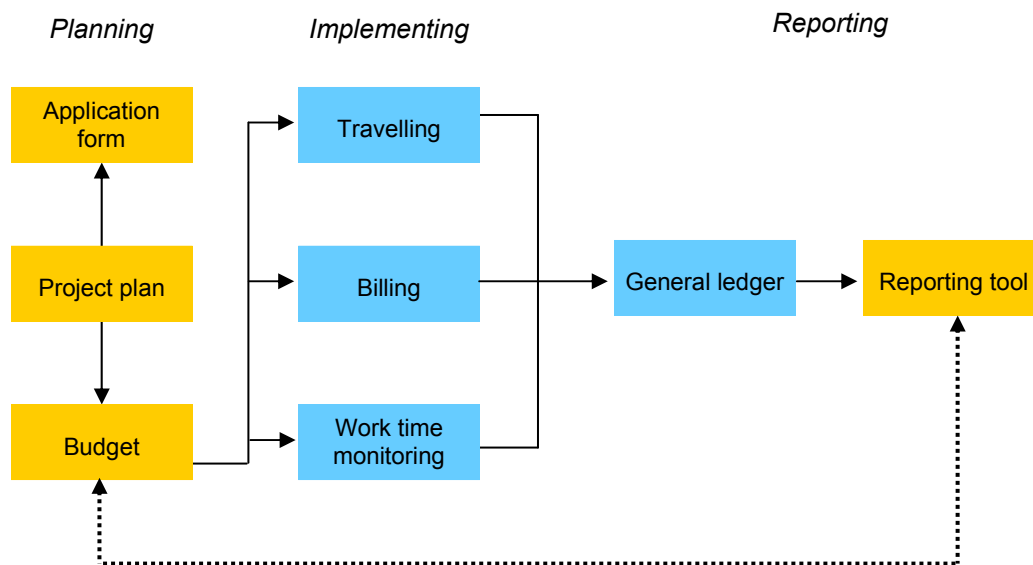 Planning
Implementing
Reporting
Application
form
Travelling
Project plan
Billing
General ledger
Reporting tool
Budget
Work time
monitoring